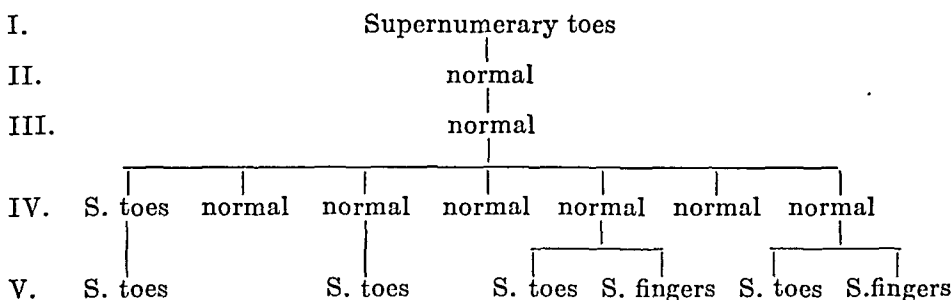 I. Supernumerary toes
II. normal
III. normal
IV. S. toes normal normal normal normal normal normal
V. S. toes S. toes S. toes S. fingers S. toes S.fingers